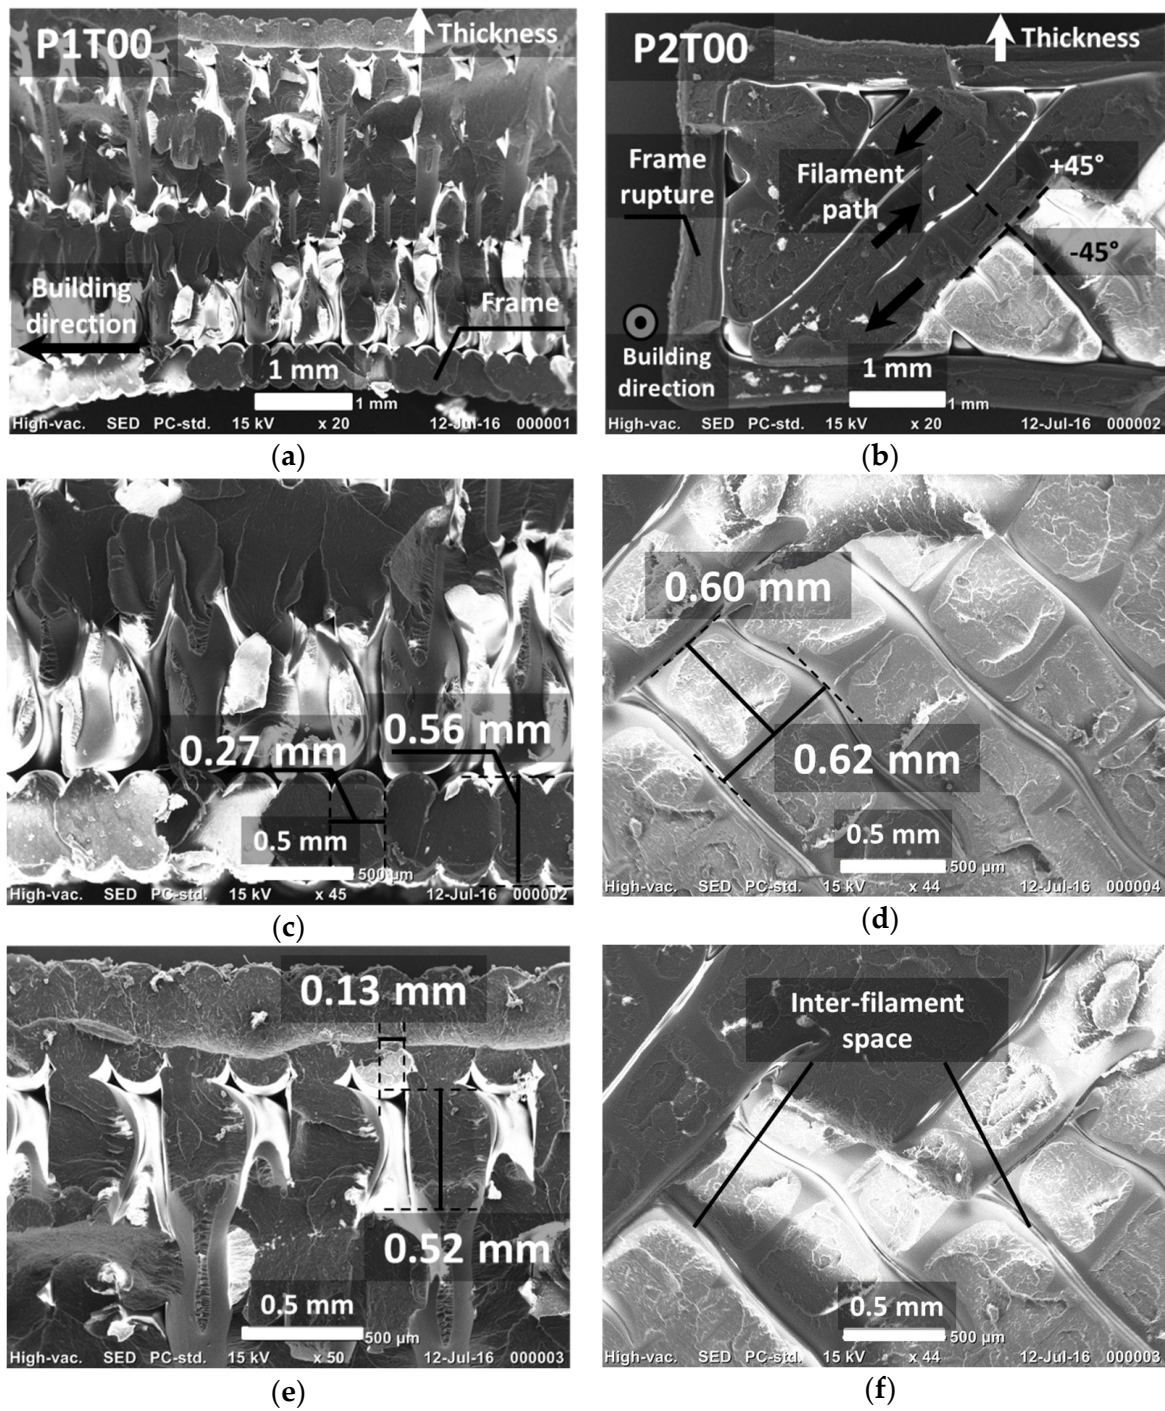 P1T00
Thickness
Building
direction
Frame
1 mm
1 mm
High-vac. SED PC-std. 15 kV x 20 12-Jul-16 000001
(a)
P2T00
Thickness
Frame
rupture
Filament
path
+45°
-45°
Building
direction
1 mm
1 mm
High-vac. SED PC-std. 15 kV x 20 12-Jul-16 000002
(b)
0.27 mm
0.56 mm
0.5 mm
500 µm
High-vac. SED PC-std. 15 kV x 45 12-Jul-16 000002
(c)
0.60 mm
0.62 mm
0.5 mm
500 µm
High-vac. SED PC-std. 15 kV x 44 12-Jul-16 000004
(d)
0.13 mm
0.52 mm
0.5 mm
500 µm
High-vac. SED PC-std. 15 kV x 50 12-Jul-16 000003
(e)
Inter-filament
space
0.5 mm
500 µm
High-vac. SED PC-std. 15 kV x 44 12-Jul-16 000003
(f)